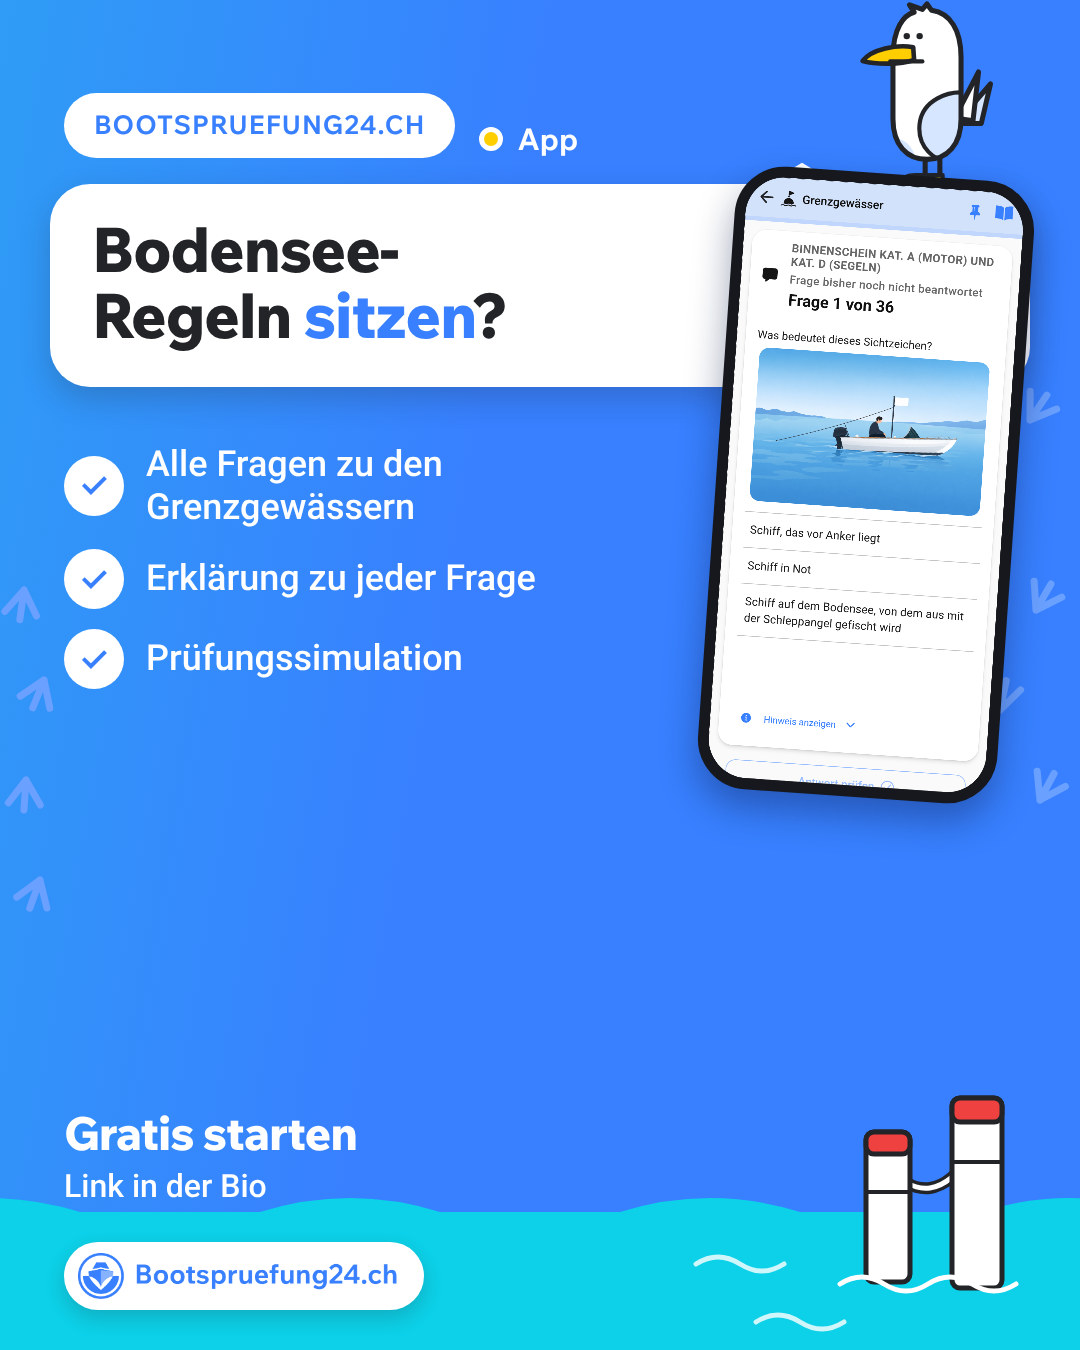 BOOTSPRUEFUNG24.CH
App
Bodensee-
Regeln sitzen?
Alle Fragen zu den
Grenzgewässern
Erklärung zu jeder Frage
Prüfungssimulation
Grenzgewässer
BINNENSCHEIN KAT. A (MOTOR) UND
KAT. D (SEGELN)
Frage bisher noch nicht beantwortet
Frage 1 von 36
Was bedeutet dieses Sichtzeichen?
Schiff, das vor Anker liegt
Schiff in Not
Schiff auf dem Bodensee, von dem aus mit
der Schleppangel gefischt wird
Hinweis anzeigen
Antwort prüfen
Gratis starten
Link in der Bio
Bootspruefung24.ch